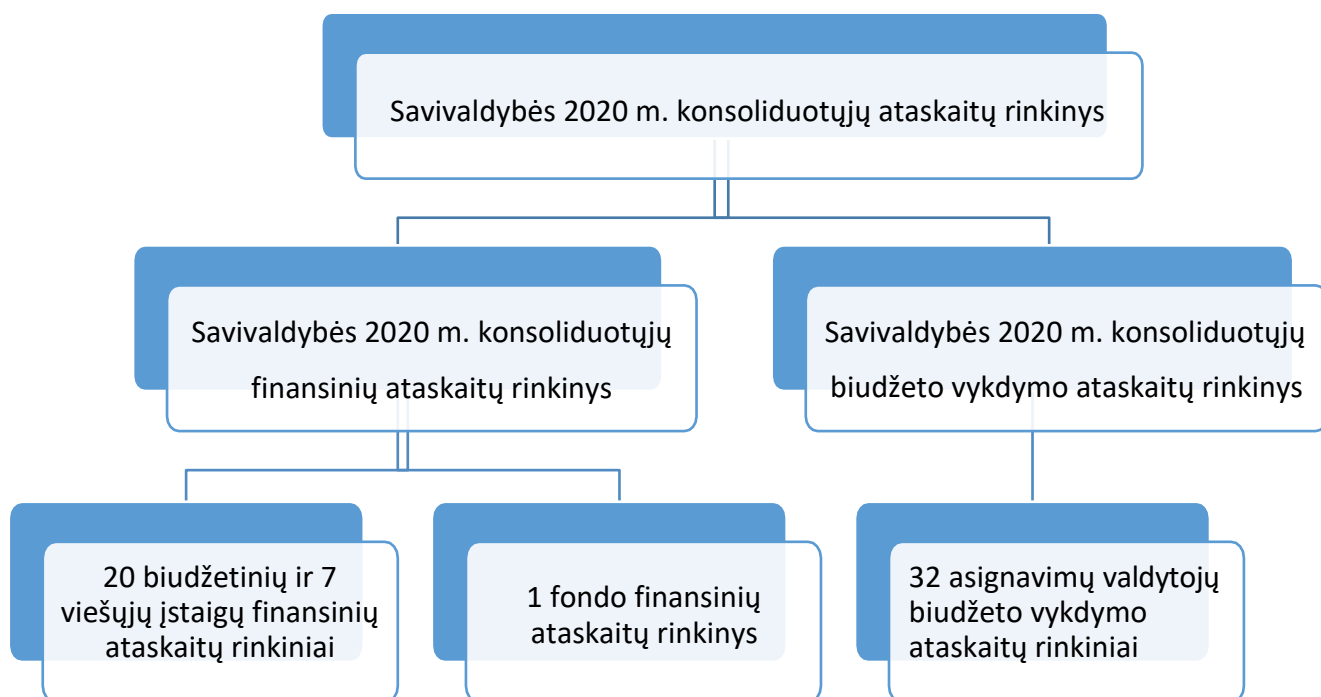 Savivaldybės 2020 m. konsoliduotųjų ataskaitų rinkinys
Savivaldybės 2020 m. konsoliduotųjų
finansinių ataskaitų rinkinys
Savivaldybės 2020 m. konsoliduotųjų
biudžeto vykdymo ataskaitų rinkinys
20 biudžetinių ir 7
viešųjų įstaigų finansinių
ataskaitų rinkiniai
1 fondo finansinių
ataskaitų rinkinys
32 asignavimų valdytojų
biudžeto vykdymo
ataskaitų rinkiniai